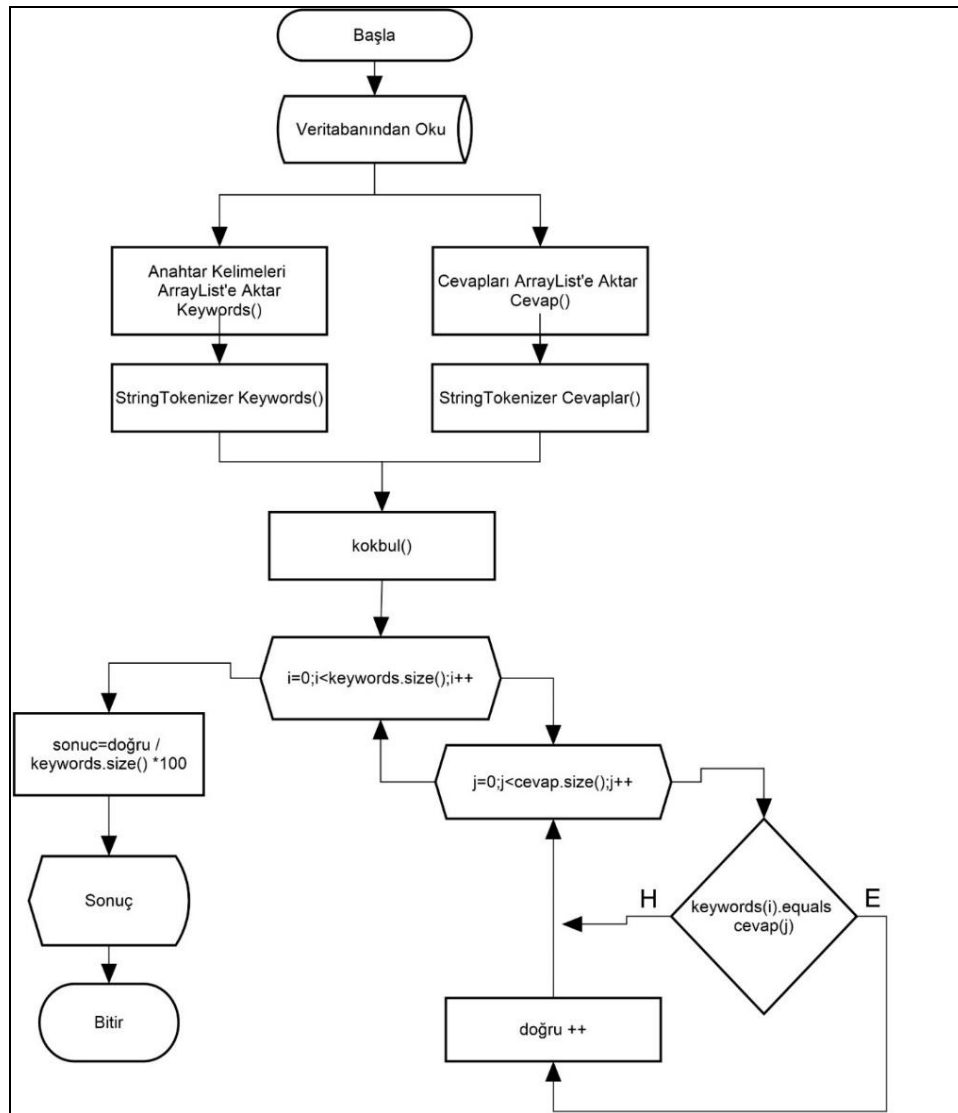 Başla
Veritabanından Oku
Anahtar Kelimeleri
ArrayList'e Aktar
Keywords()
Cevapları ArrayList'e Aktar
Cevap()
StringTokenizer Keywords()
StringTokenizer Cevaplar()
kokbul()
i=0;i<keywords.size();i++
sonuc=doğru /
keywords.size() *100
j=0;j<cevap.size();j++
Sonuç
H
E
keywords(i).equals
cevap(j)
Bitir
doğru ++